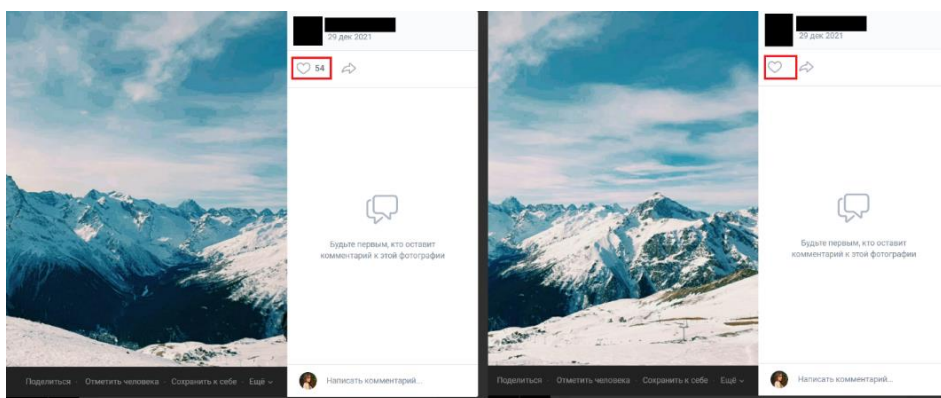 29 дек 2021
54
Будьте первым, кто оставит
комментарий к этой фотографии
Поделиться · Отметить человека · Сохранить к себе · Ещё
Написать комментарий...
29 дек 2021
Будьте первым, кто оставит
комментарий к этой фотографии
Поделиться · Отметить человека · Сохранить к себе · Ещё
Написать комментарий...